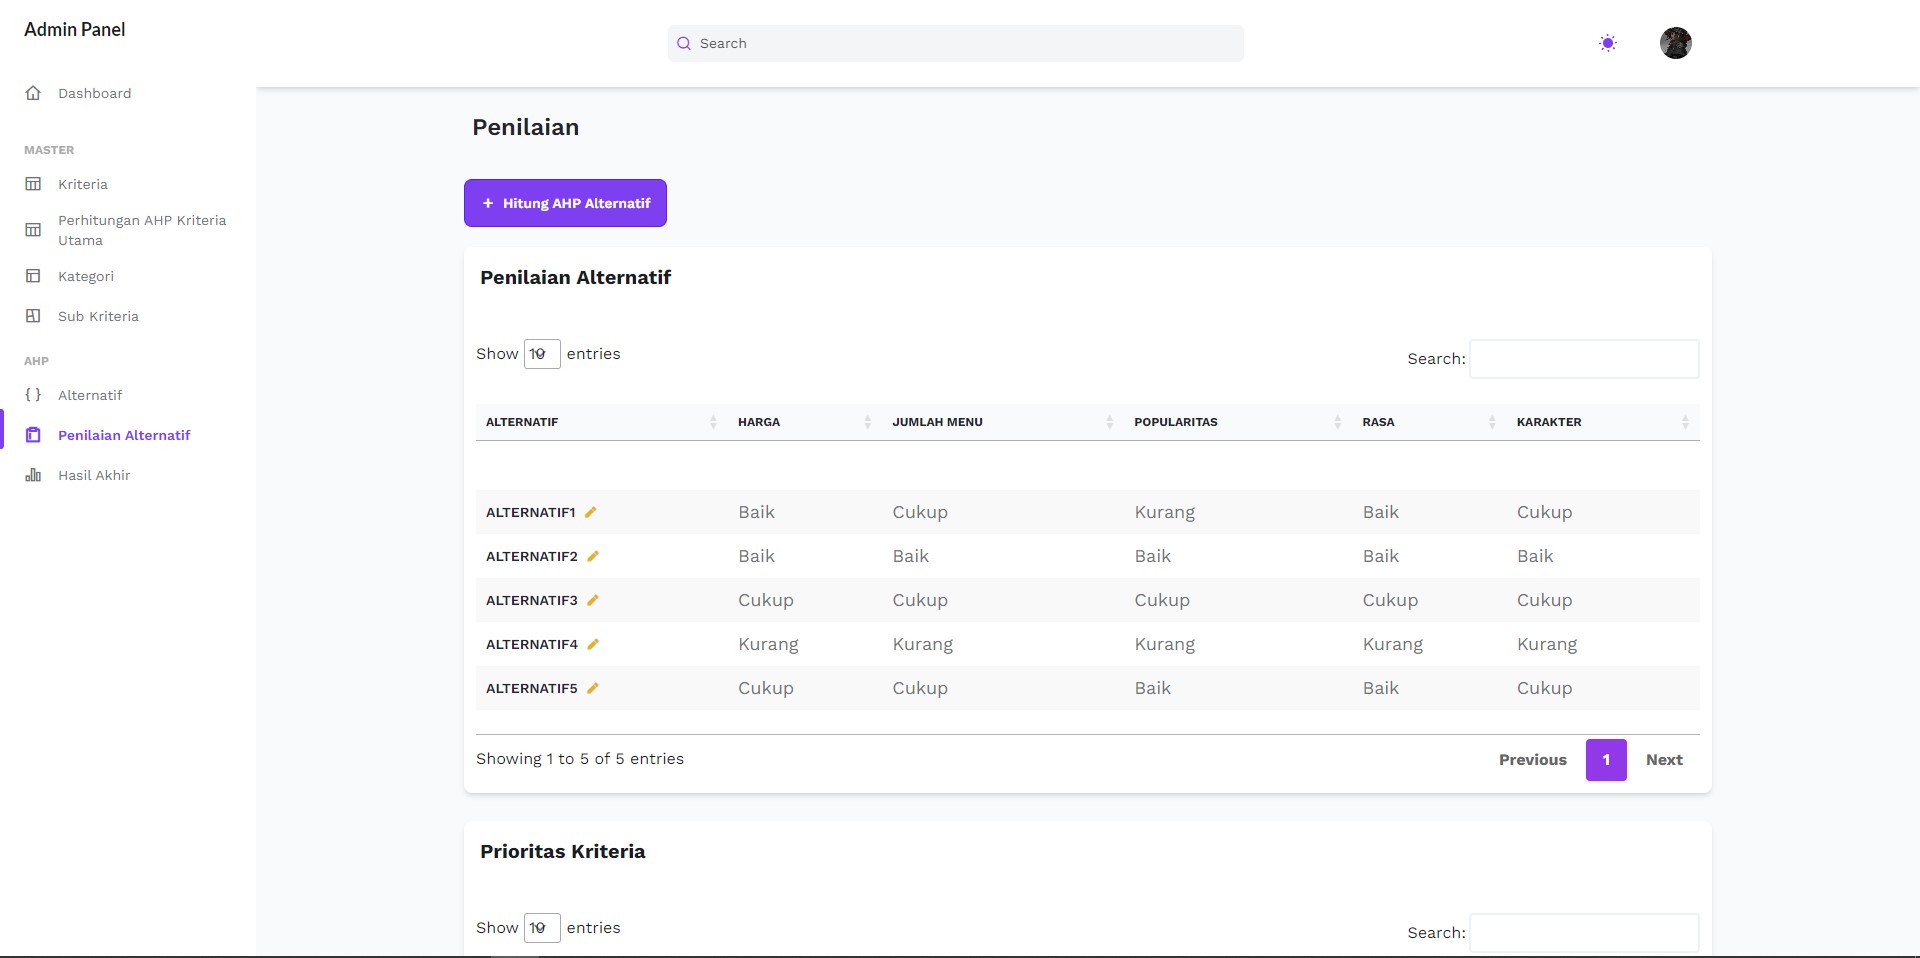 Admin Panel
Search
Dashboard
MASTER
Kriteria
Perhitungan AHP Kriteria
Utama
Kategori
Sub Kriteria
AHP
{ } Alternatif
Penilaian Alternatif
Hasil Akhir
Penilaian
+ Hitung AHP Alternatif
Penilaian Alternatif
Show 10 entries
Search:
ALTERNATIF HARGA JUMLAH MENU POPULARITAS RASA KARAKTER
ALTERNATIF1 Baik Cukup Kurang Baik Cukup
ALTERNATIF2 Baik Baik Baik Baik Baik
ALTERNATIF3 Cukup Cukup Cukup Cukup Cukup
ALTERNATIF4 Kurang Kurang Kurang Kurang Kurang
ALTERNATIF5 Cukup Cukup Baik Baik Cukup
Showing 1 to 5 of 5 entries
Previous 1 Next
Prioritas Kriteria
Show 10 entries
Search: